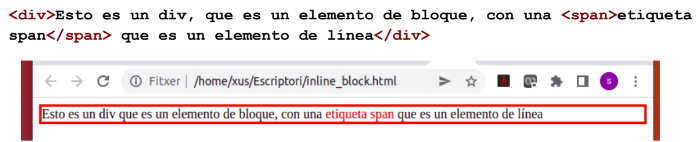 <div>Esto es un div, que es un elemento de bloque, con una <span>etiqueta
span</span> que es un elemento de línea</div>
Fitxer | /home/xus/Escriptori/inline_block.html S
Esto es un div que es un elemento de bloque, con una etiqueta span que es un elemento de línea